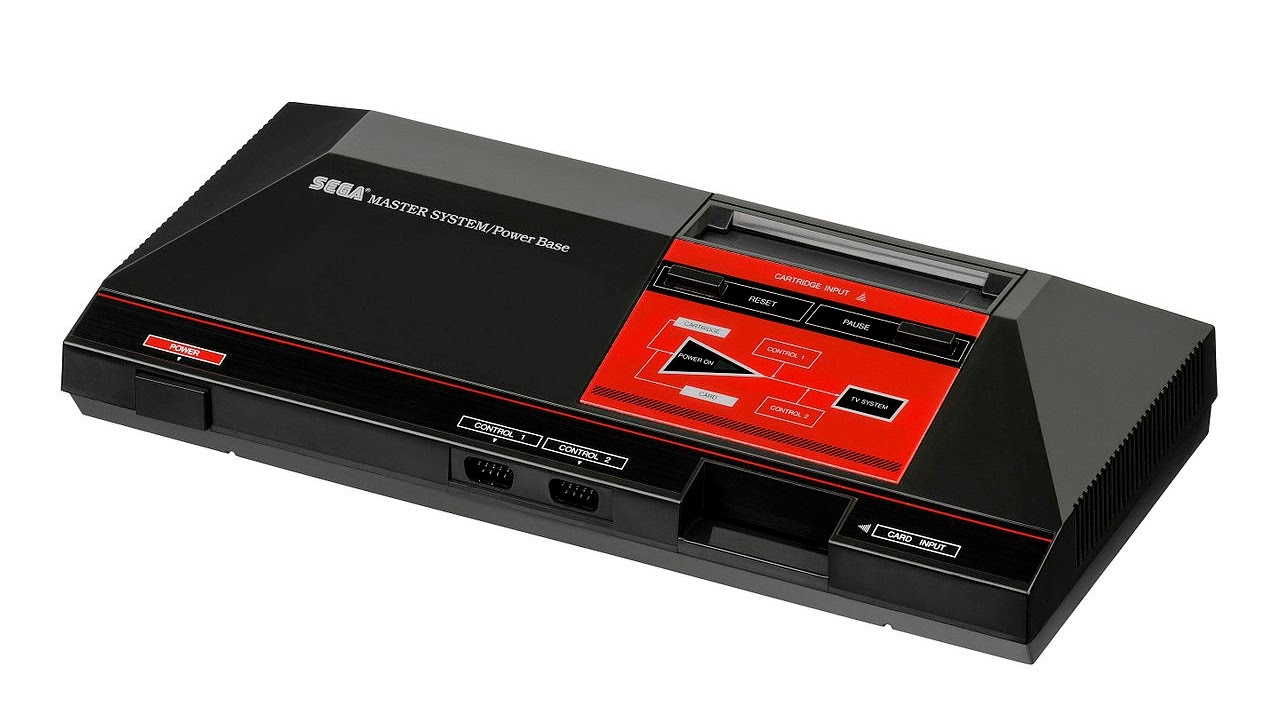 SEGA® MASTER SYSTEM/Power Base
CARTRIDGE INPUT
RESET
PAUSE
CARTRIDGE
POWER ON
CONTROL 1
CARD
CONTROL 2
TV SYSTEM
POWER
CONTROL 1
CONTROL 2
CARD INPUT